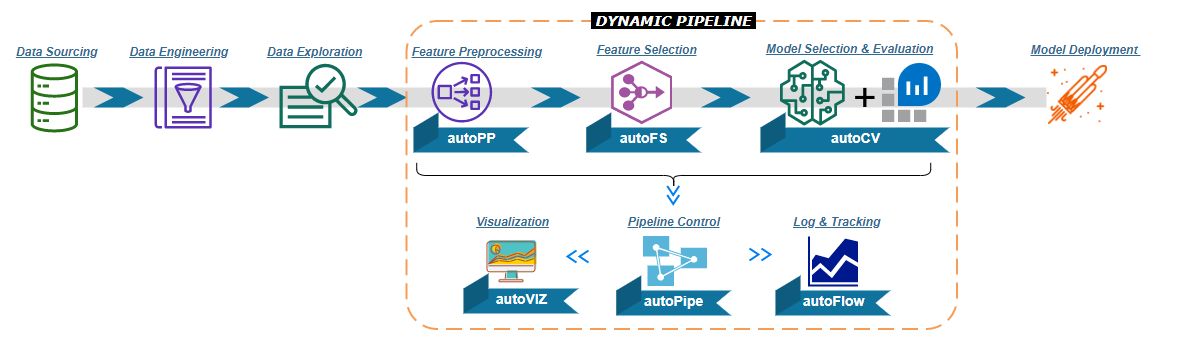 DYNAMIC PIPELINE
Data Sourcing
Data Engineering
Data Exploration
Feature Preprocessing
Feature Selection
Model Selection & Evaluation
Model Deployment
autoPP
autoFS
autoCV
Visualization
Pipeline Control
Log & Tracking
autoVIZ
autoPipe
autoFlow